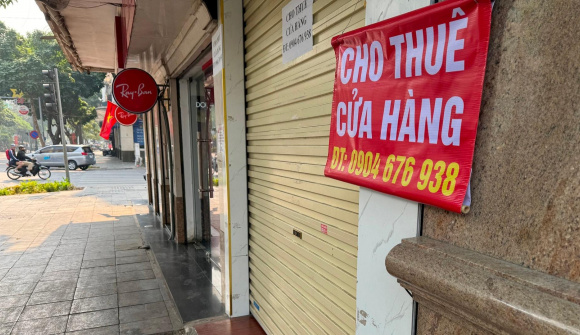 CHO THUÊ
CỬA HÀNG
ĐT: 0904 676 938
CHO THUÊ
CỬA HÀNG
Ray-Ban